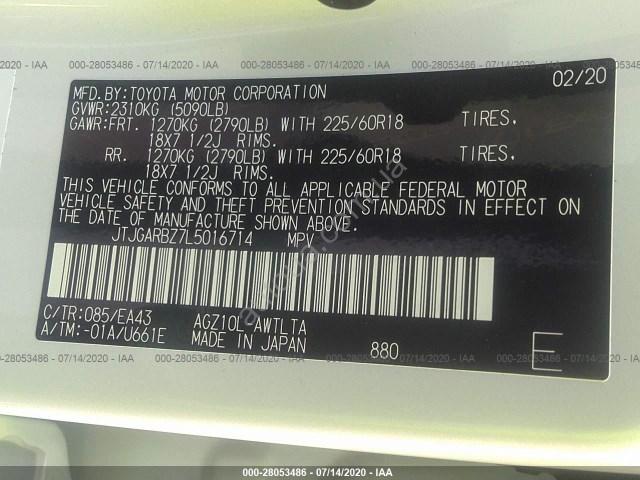 000-28053486 - 07/14/2020 - IAA
MFD.BY:TOYOTA MOTOR CORPORATION 02/20
GVWR:2310KG (5090LB)
GAWR:FRT. 1270KG (2790LB) WITH 225/60R18 TIRES,
18X7 1/2J RIMS.
RR. 1270KG (2790LB) WITH 225/60R18 TIRES,
18X7 1/2J RIMS.
THIS VEHICLE CONFORMS TO ALL APPLICABLE FEDERAL MOTOR
VEHICLE SAFETY AND THEFT PREVENTION STANDARDS IN EFFECT ON
THE DATE OF MANUFACTURE SHOWN ABOVE.
JTJGARBZ7L5016714 MPV
C/TR:085/EA43 AGZ10L-AWTLTA
A/TM:-01A/U661E MADE IN JAPAN 880 E
000-28053486 - 07/14/2020 - IAA